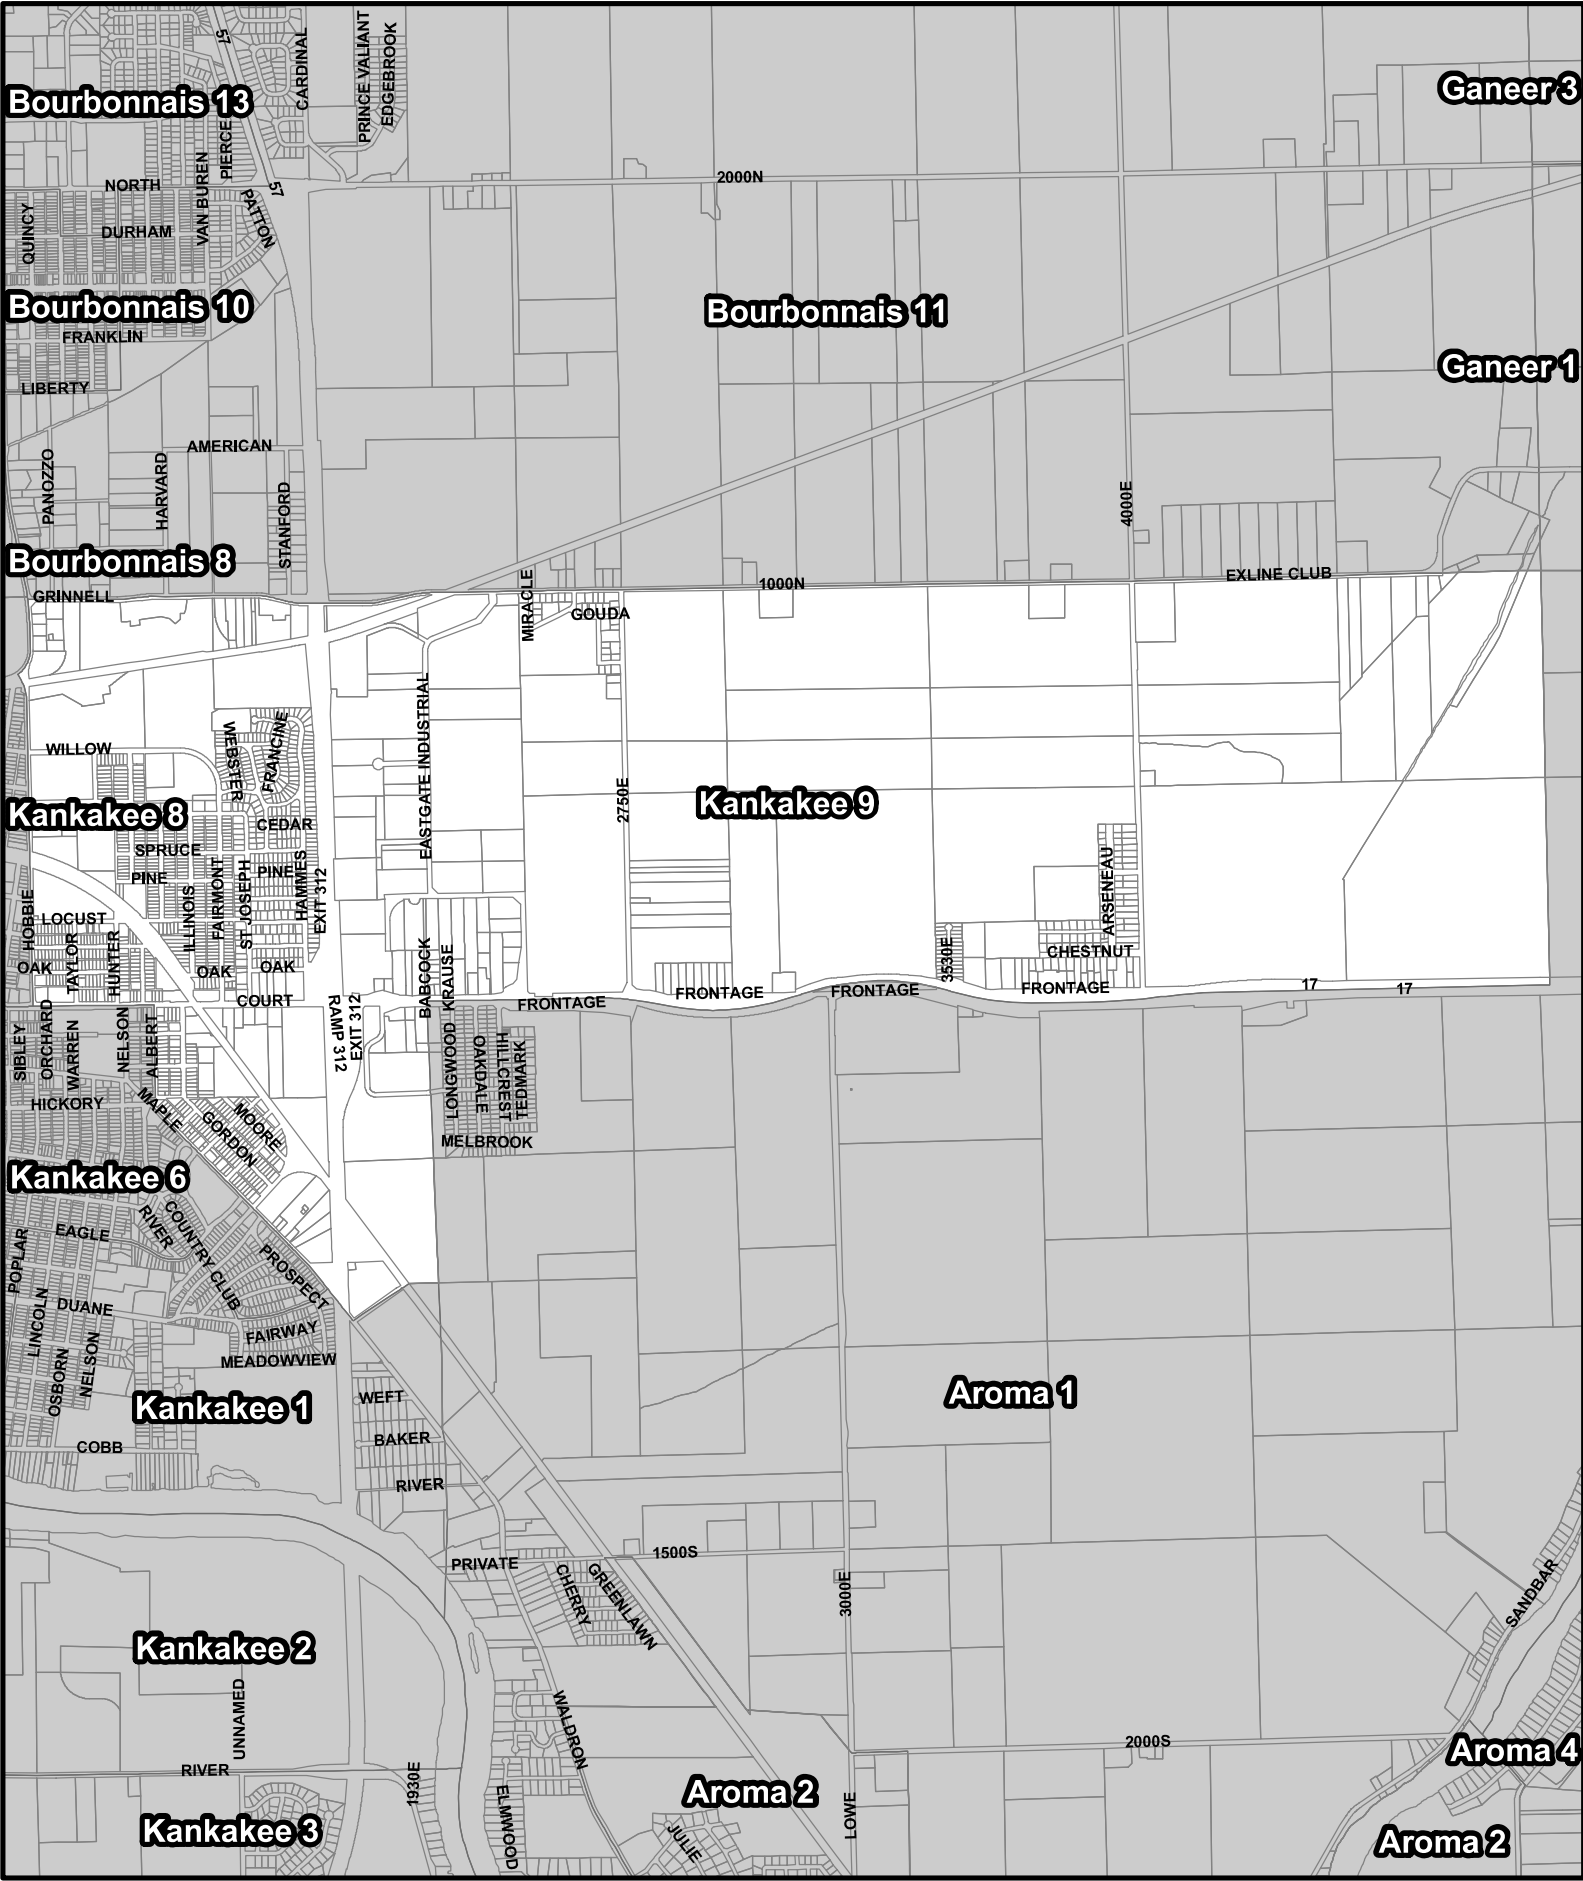 57
CARDINAL
PRINCE VALIANT
EDGEBROOK
Bourbonnais 13
Ganeer 3
PIERCE
NORTH
VAN BUREN
57
PATTON
2000N
QUINCY
DURHAM
Bourbonnais 10
Bourbonnais 11
FRANKLIN
Ganeer 1
LIBERTY
AMERICAN
PANOZZO
HARVARD
STANFORD
4000E
Bourbonnais 8
GRINNELL
MIRACLE
GOUDA
1000N
EXLINE CLUB
EASTGATE INDUSTRIAL
WILLOW
WEBSTER
FRANCINE
2750E
Kankakee 8
Kankakee 9
CEDAR
SPRUCE
PINE
PINE
ILLINOIS
FAIRMONT
ST JOSEPH
HAMMES
EXIT 312
ARSENEAU
HOBBIE
LOCUST
TAYLOR
HUNTER
OAK
OAK
OAK
BABCOCK
KRAUSE
3530E
CHESTNUT
COURT
FRONTAGE
FRONTAGE
FRONTAGE
FRONTAGE
17
17
RAMP 312
EXIT 312
SIBLEY
ORCHARD
WARREN
NELSON
ALBERT
LONGWOOD
OAKDALE
HILLCREST
TEDMARK
HICKORY
MAPLE
GORDON
MOORE
MELBROOK
Kankakee 6
EAGLE
RIVER
COUNTRY CLUB
PROSPECT
POPLAR
LINCOLN
DUANE
OSBORN
NELSON
FAIRWAY
MEADOWVIEW
Kankakee 1
WEFT
Aroma 1
BAKER
COBB
RIVER
PRIVATE
1500S
CHERRY
GREENLAWN
3000E
SANDBAR
Kankakee 2
UNNAMED
WALDRON
2000S
Aroma 4
RIVER
1930E
ELMWOOD
Aroma 2
LOWE
Kankakee 3
JULIE
Aroma 2